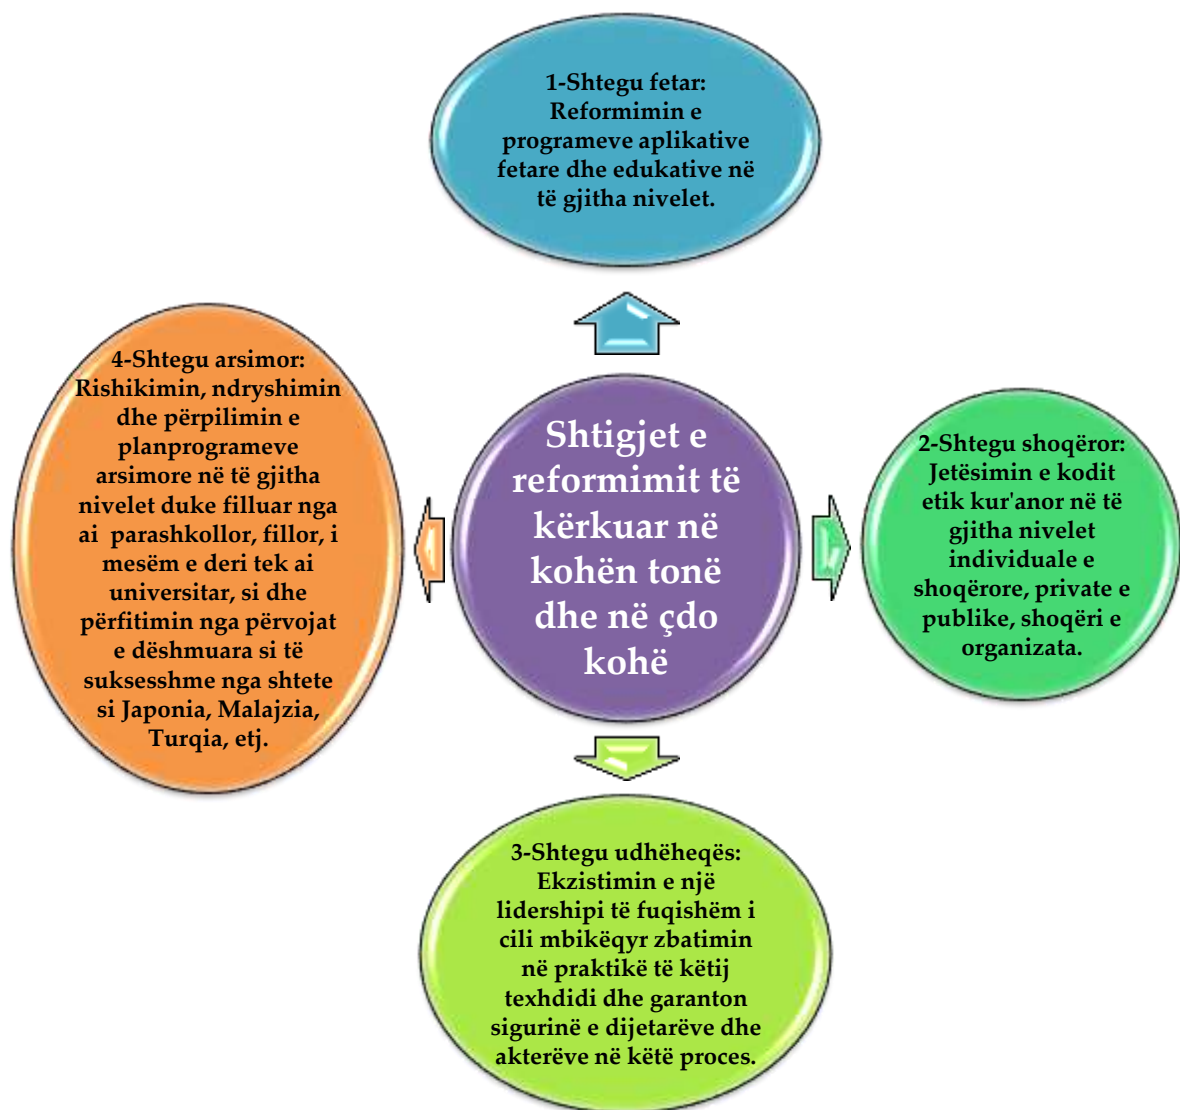 1-Shtegu fetar:
Reformimin e
programeve aplikative
fetare dhe edukative në
të gjitha nivelet.
Shtigjet e
reformimit të
kërkuar në
kohën tonë
dhe në çdo
kohë
2-Shtegu shoqëror:
Jetësimin e kodit
etik kur'anor në të
gjitha nivelet
individuale e
shoqërore, private e
publike, shoqëri e
organizata.
3-Shtegu udhëheqës:
Ekzistimin e një
lidershipi të fuqishëm i
cili mbikëqyr zbatimin
në praktikë të këtij
texhdidi dhe garanton
sigurinë e dijetarëve dhe
akterëve në këtë proces.
4-Shtegu arsimor:
Rishikimin, ndryshimin
dhe përpilimin e
planprogrameve
arsimore në të gjitha
nivelet duke filluar nga
ai  parashkollor, fillor, i
mesëm e deri tek ai
universitar, si dhe
përfitimin nga përvojat
e dëshmuara si të
suksesshme nga shtete
si Japonia, Malajzia,
Turqia, etj.